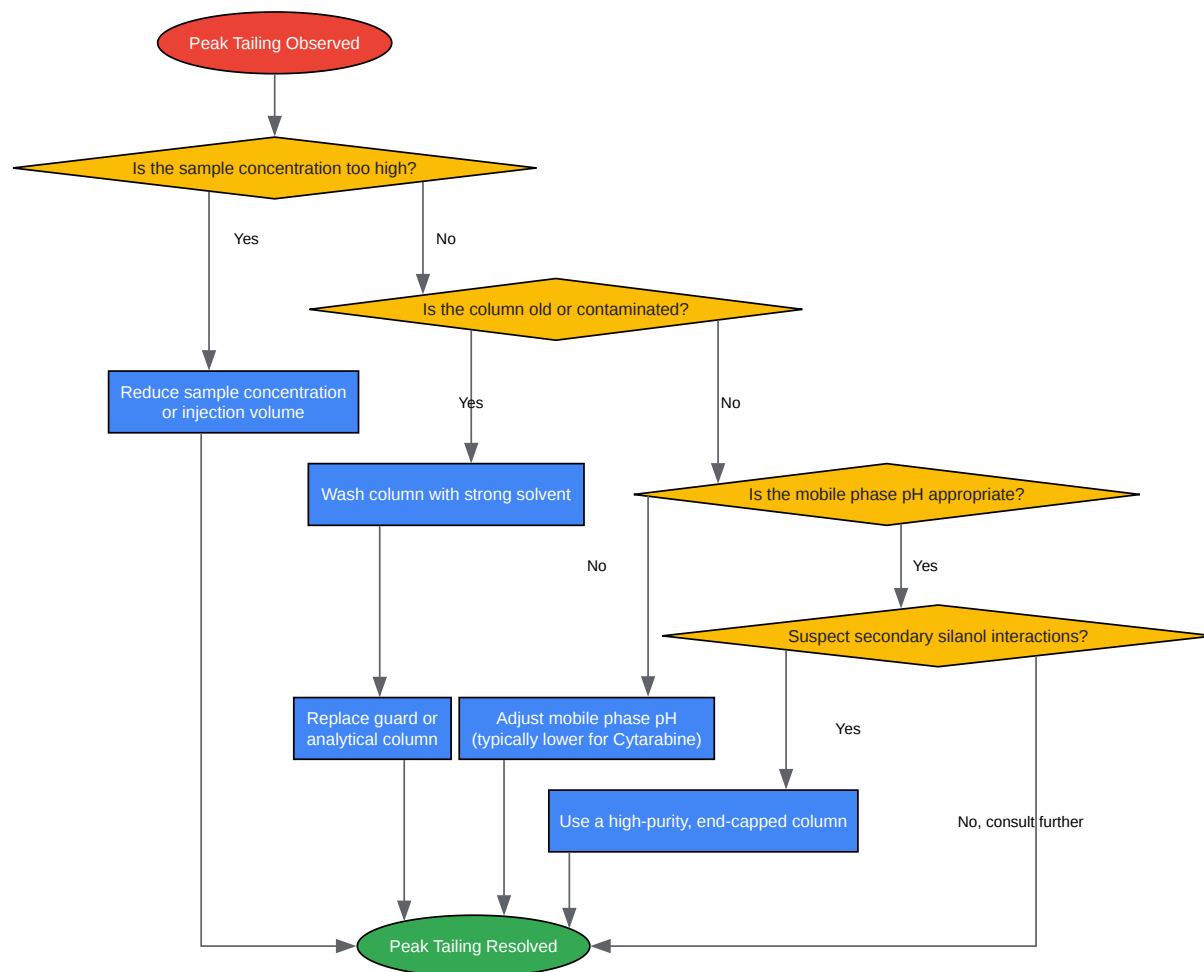 Peak Tailing Observed
Is the sample concentration too high?
Yes
No
Is the column old or contaminated?
Reduce sample concentration
or injection volume
Yes
No
Wash column with strong solvent
Is the mobile phase pH appropriate?
No
Yes
Suspect secondary silanol interactions?
Replace guard or
analytical column
Adjust mobile phase pH
(typically lower for Cytarabine)
Yes
Use a high-purity, end-capped column
No, consult further
Peak Tailing Resolved